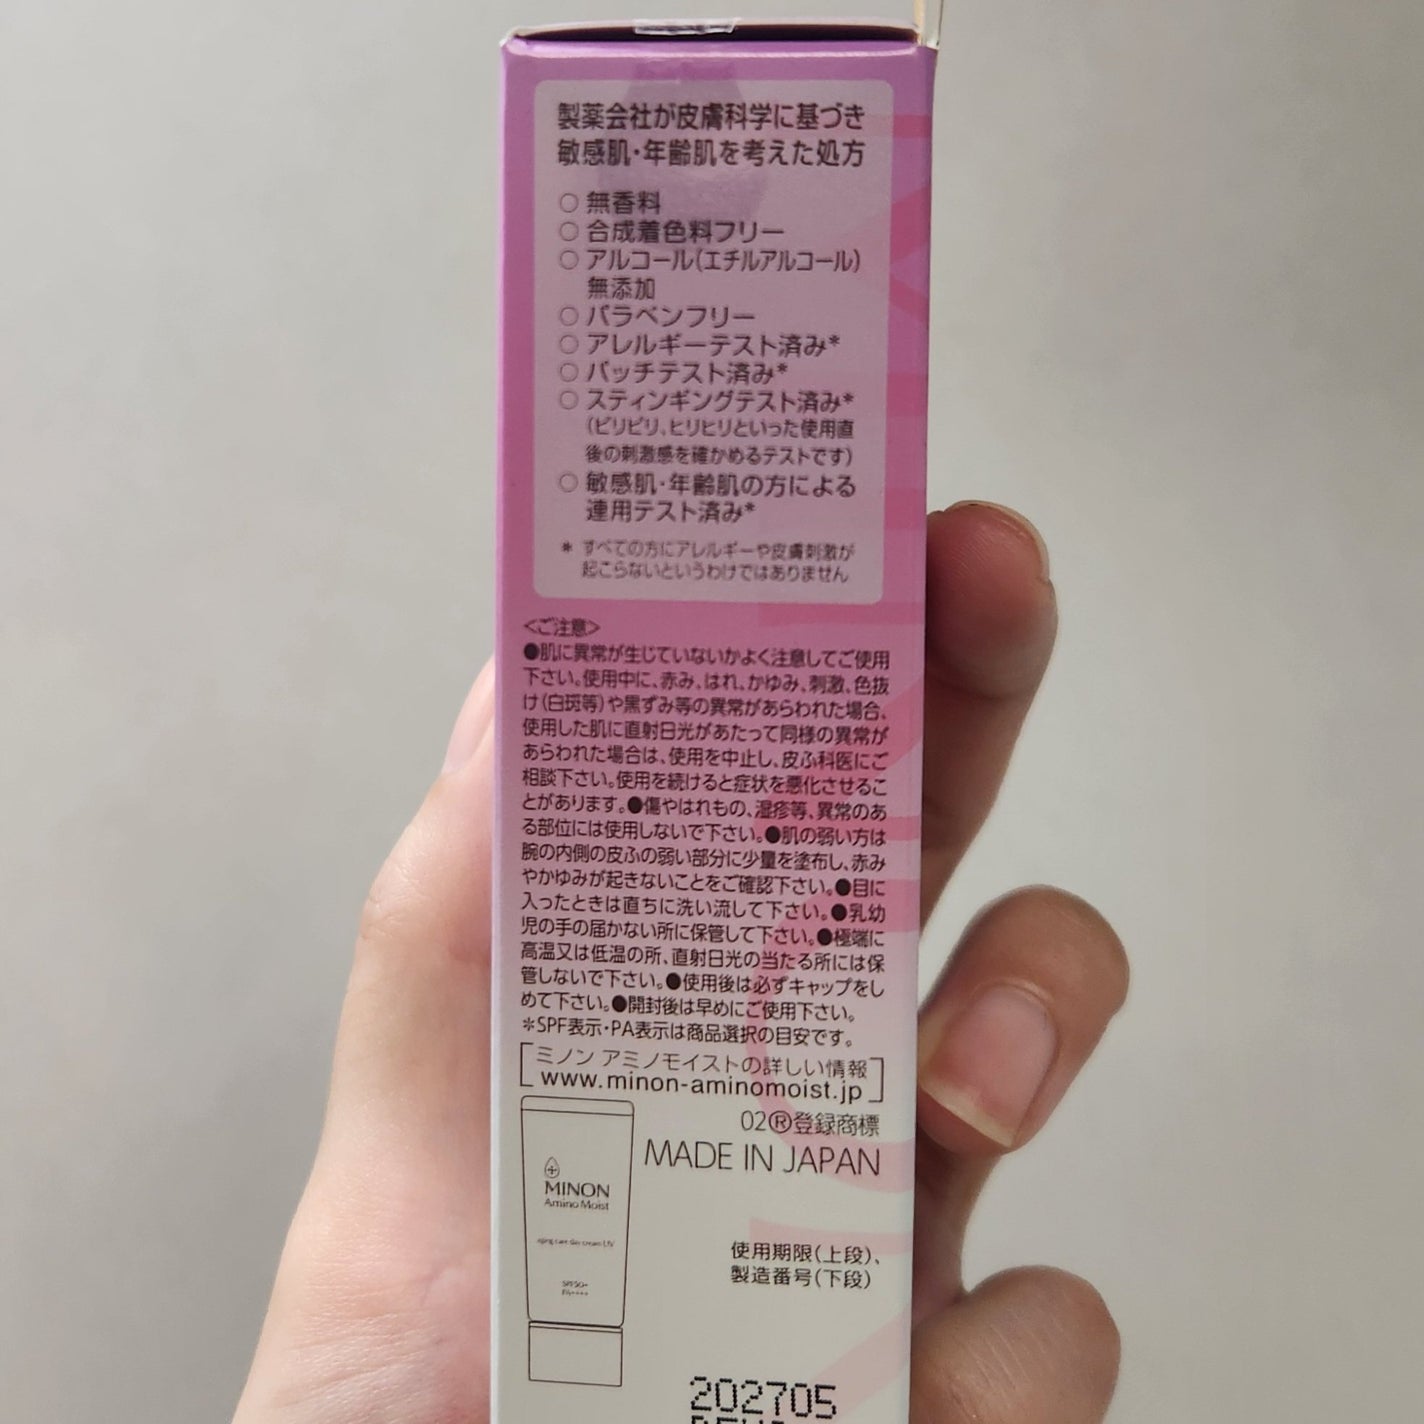 製薬会社が皮膚科学に基づき
敏感肌・年齢肌を考えた処方
○ 無香料
○ 合成着色料フリー
○ アルコール(エチルアルコール)
無添加
○ パラベンフリー
○ アレルギーテスト済み*
○ パッチテスト済み*
○ スティンギングテスト済み*
(ピリピリ、ヒリヒリといった使用直
後の刺激感を確かめるテストです)
○ 敏感肌・年齢肌の方による
連用テスト済み*
* すべての方にアレルギーや皮膚刺激が
起こらないというわけではありません
<ご注意>
●肌に異常が生じていないかよく注意してご使用
下さい。使用中に、赤み、はれ、かゆみ、刺激、色抜
け(白斑等)や黒ずみ等の異常があらわれた場合、
使用した肌に直射日光があたって同様の異常が
あらわれた場合は、使用を中止し、皮ふ科医にご
相談下さい。使用を続けると症状を悪化させるこ
とがあります。●傷やはれもの、湿疹等、異常のあ
る部位には使用しないで下さい。●肌の弱い方は
腕の内側の皮ふの弱い部分に少量を塗布し、赤み
やかゆみが起きないことをご確認下さい。●目に
入ったときは直ちに洗い流して下さい。●乳幼
児の手の届かない所に保管して下さい。●極端に
高温又は低温の所、直射日光の当たる所には保
管しないで下さい。●使用後は必ずキャップをし
めて下さい。●開封後は早めにご使用下さい。
＊SPF表示・PA表示は商品選択の目安です。
ミノン アミノモイストの詳しい情報
www.minon-aminomoist.jp
02®登録商標
MADE IN JAPAN
MINON
Amino Moist
aging care day cream UV
SPF50+
PA++++
使用期限(上段)、
製造番号(下段)
202705